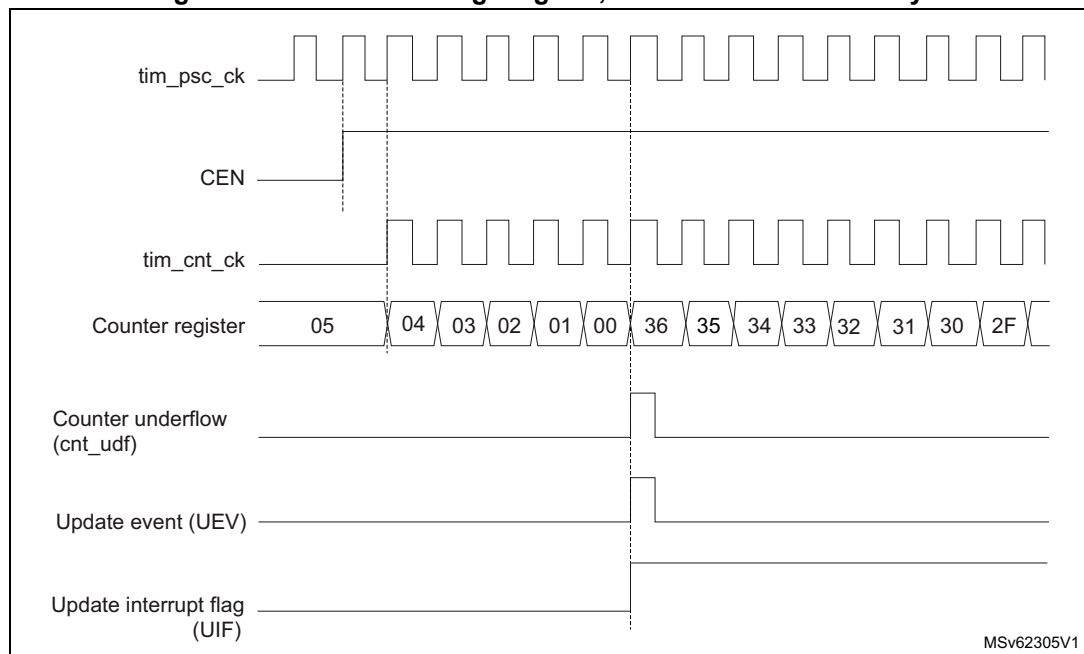 tim_psc_ck
CEN
tim_cnt_ck
Counter register 05 04 03 02 01 00 36 35 34 33 32 31 30 2F
Counter underflow
(cnt_udf)
Update event (UEV)
Update interrupt flag
(UIF)
MSv62305V1